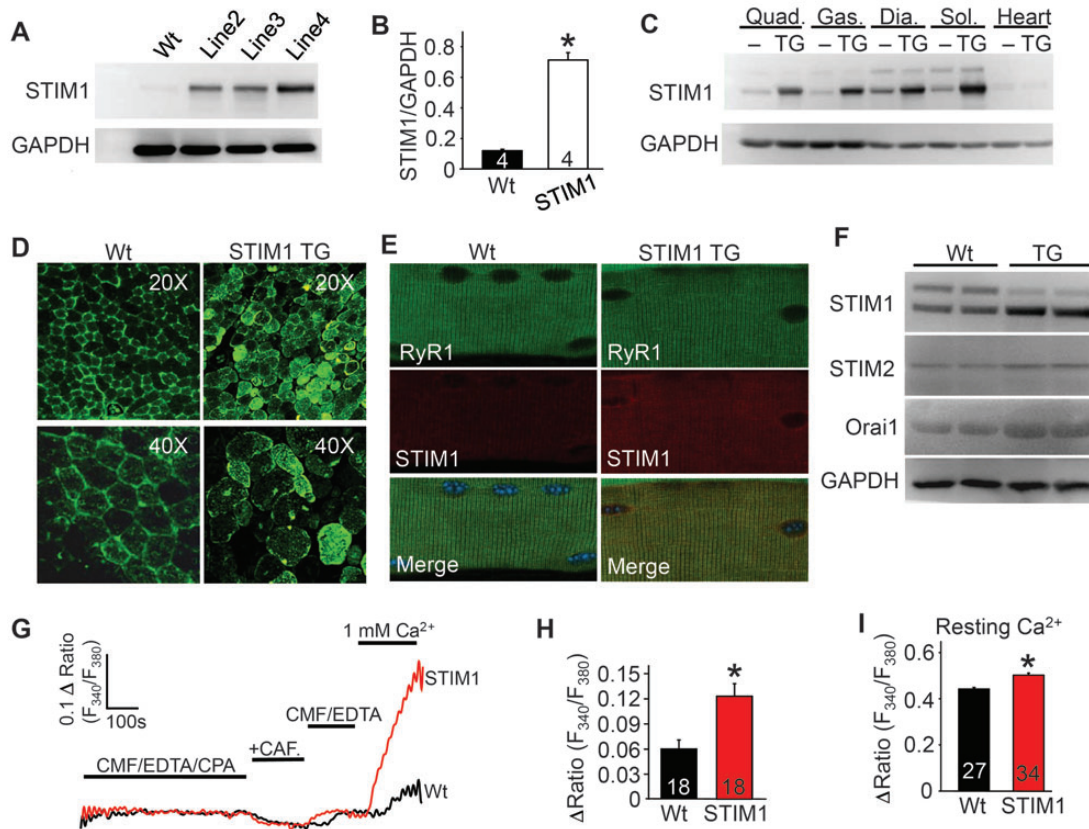 A
Wt
Line2
Line3
Line4
STIM1
GAPDH
B
STIM1/GAPDH
0.8
0.6
0.4
0.2
0
*
4
4
Wt
STIM1
C
Quad. Gas. Dia. Sol. Heart
– TG – TG – TG – TG – TG
STIM1
GAPDH
D
Wt
STIM1 TG
20X
20X
40X
40X
E
Wt
STIM1 TG
RyR1
RyR1
STIM1
STIM1
Merge
Merge
F
Wt
TG
STIM1
STIM2
Orai1
GAPDH
G
0.1 Δ Ratio
(F340/F380)
100s
CMF/EDTA/CPA
+CAF.
CMF/EDTA
1 mM Ca²⁺
STIM1
Wt
H
ΔRatio (F340/F380)
0.15
0.12
0.09
0.06
0.03
0
*
18
18
Wt
STIM1
I
Resting Ca²⁺
ΔRatio (F340/F380)
0.6
0.4
0.2
0
*
27
34
Wt
STIM1